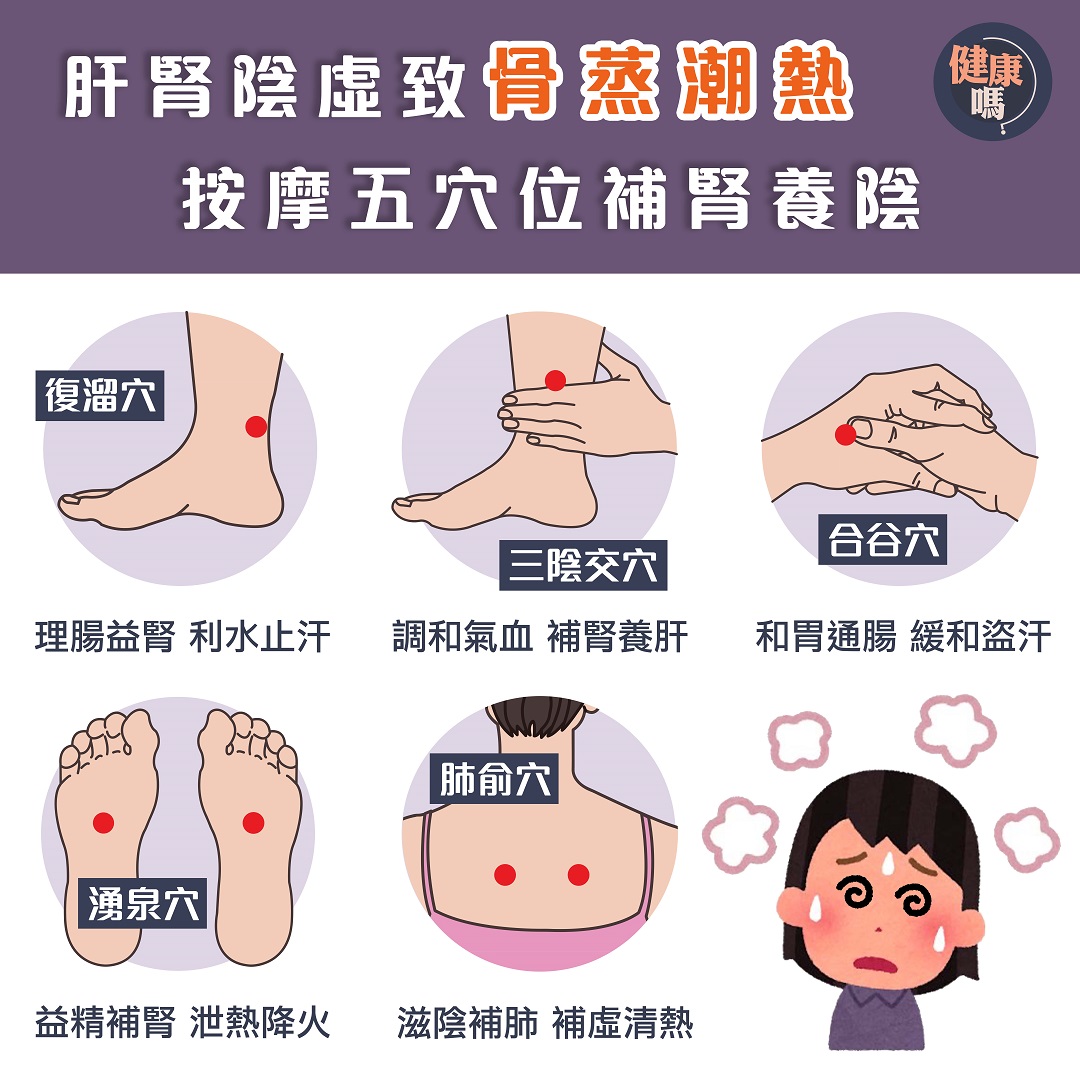 肝腎陰虛致骨蒸潮熱
健康嗎
按摩五穴位補腎養陰
復溜穴
三陰交穴
合谷穴
理腸益腎 利水止汗
調和氣血 補腎養肝
和胃通腸 緩和盜汗
湧泉穴
肺俞穴
益精補腎 泄熱降火
滋陰補肺 補虛清熱